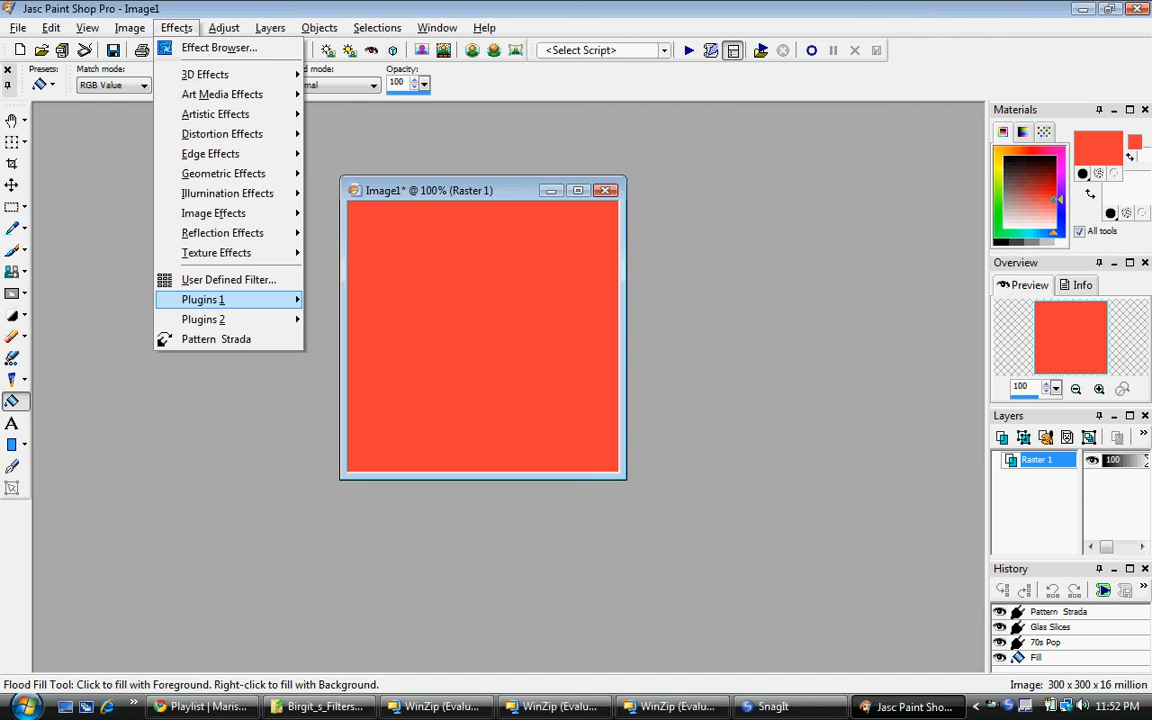 Jasc Paint Shop Pro - Image1
File Edit View Image Effects Adjust Layers Objects Selections Window Help
<Select Script>
Presets: Match mode: d mode: Opacity:
RGB Value mal 100
Effect Browser...
3D Effects
Art Media Effects
Artistic Effects
Distortion Effects
Edge Effects
Geometric Effects
Illumination Effects
Image Effects
Reflection Effects
Texture Effects
User Defined Filter...
Plugins 1
Plugins 2
Pattern Strada
Image1* @ 100% (Raster 1)
Materials
All tools
Overview
Preview Info
100
Layers
Raster 1 100
History
Pattern Strada
Glas Slices
70s Pop
Fill
Flood Fill Tool: Click to fill with Foreground. Right-click to fill with Background.
Image: 300 x 300 x 16 million
Playlist (Maris...
Birgit_s_Filters...
WinZip (Evalu...
WinZip (Evalu...
WinZip (Evalu...
SnagIt
Jasc Paint Sho...
11:52 PM